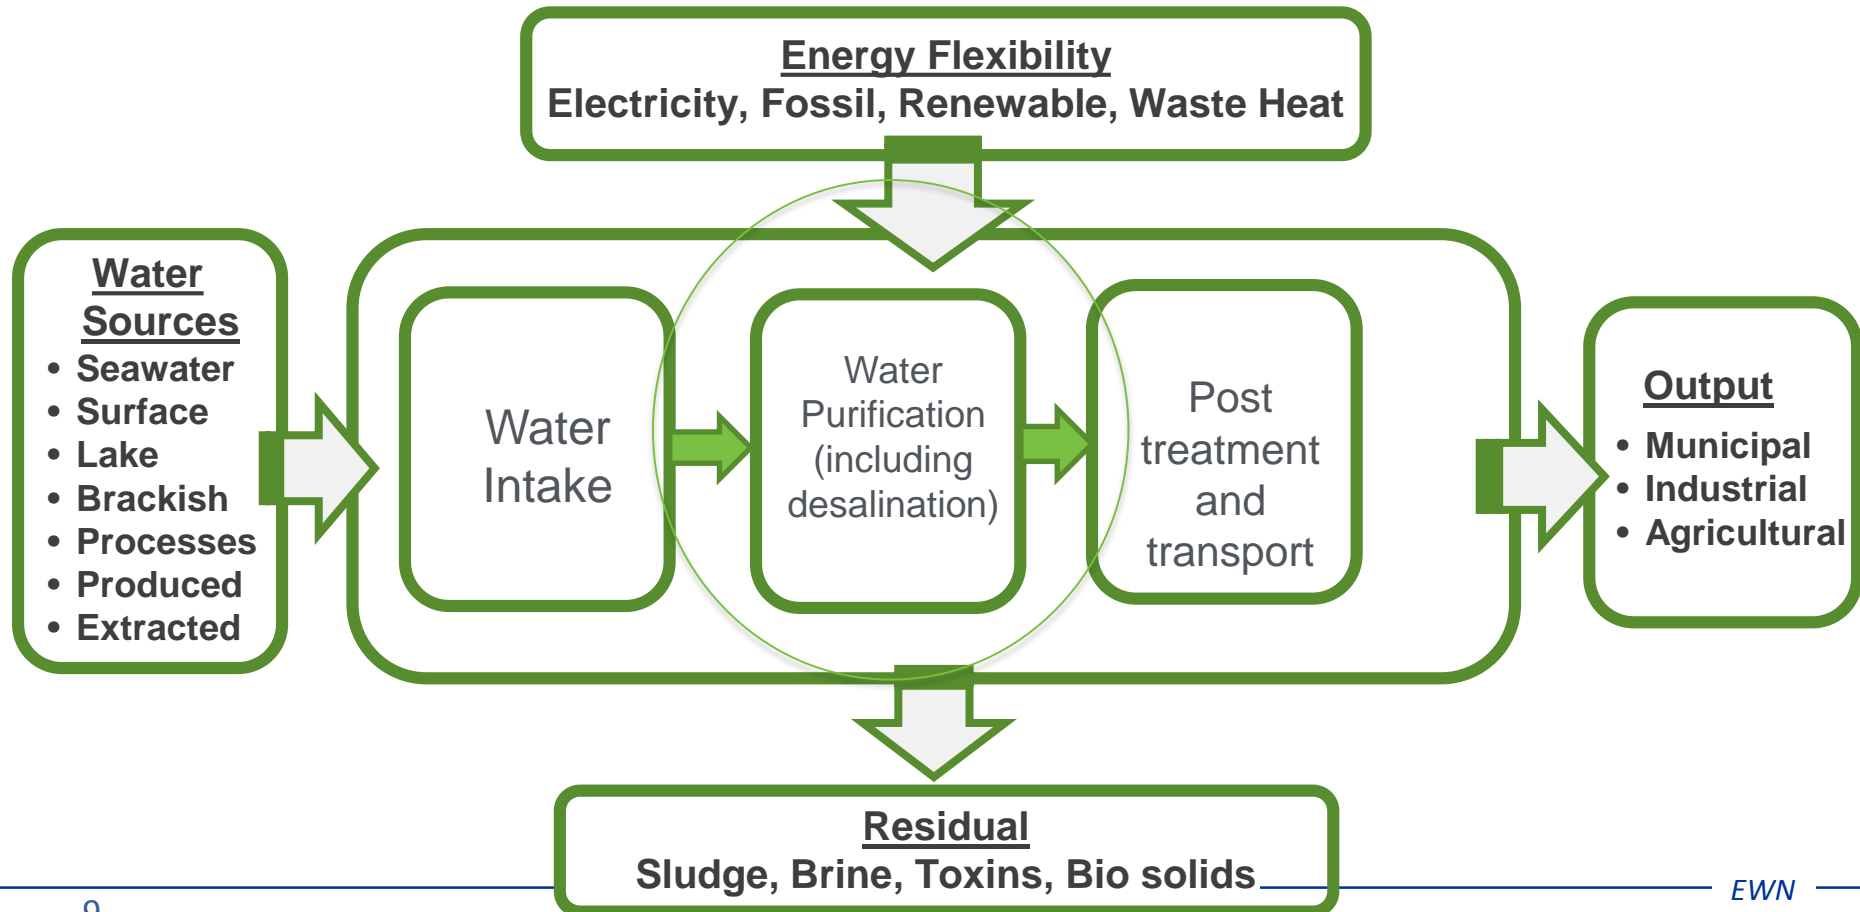 Energy Flexibility
Electricity, Fossil, Renewable, Waste Heat
Water
Sources
• Seawater
• Surface
• Lake
• Brackish
• Processes
• Produced
• Extracted
Water
Intake
Water
Purification
(including
desalination)
Post
treatment
and
transport
Output
• Municipal
• Industrial
• Agricultural
Residual
Sludge, Brine, Toxins, Bio solids
EWN
9